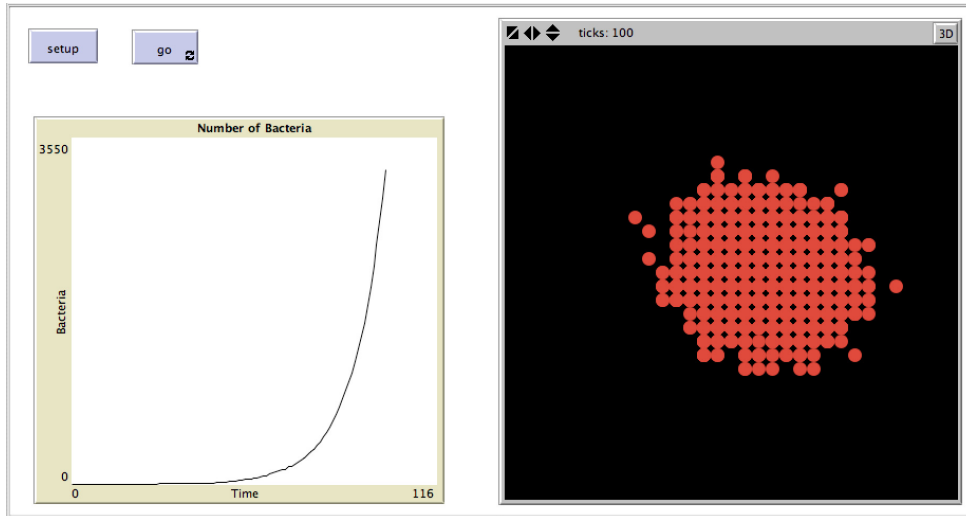 setup
go
ticks: 100
3D
Number of Bacteria
3550
Bacteria
0
0
Time
116